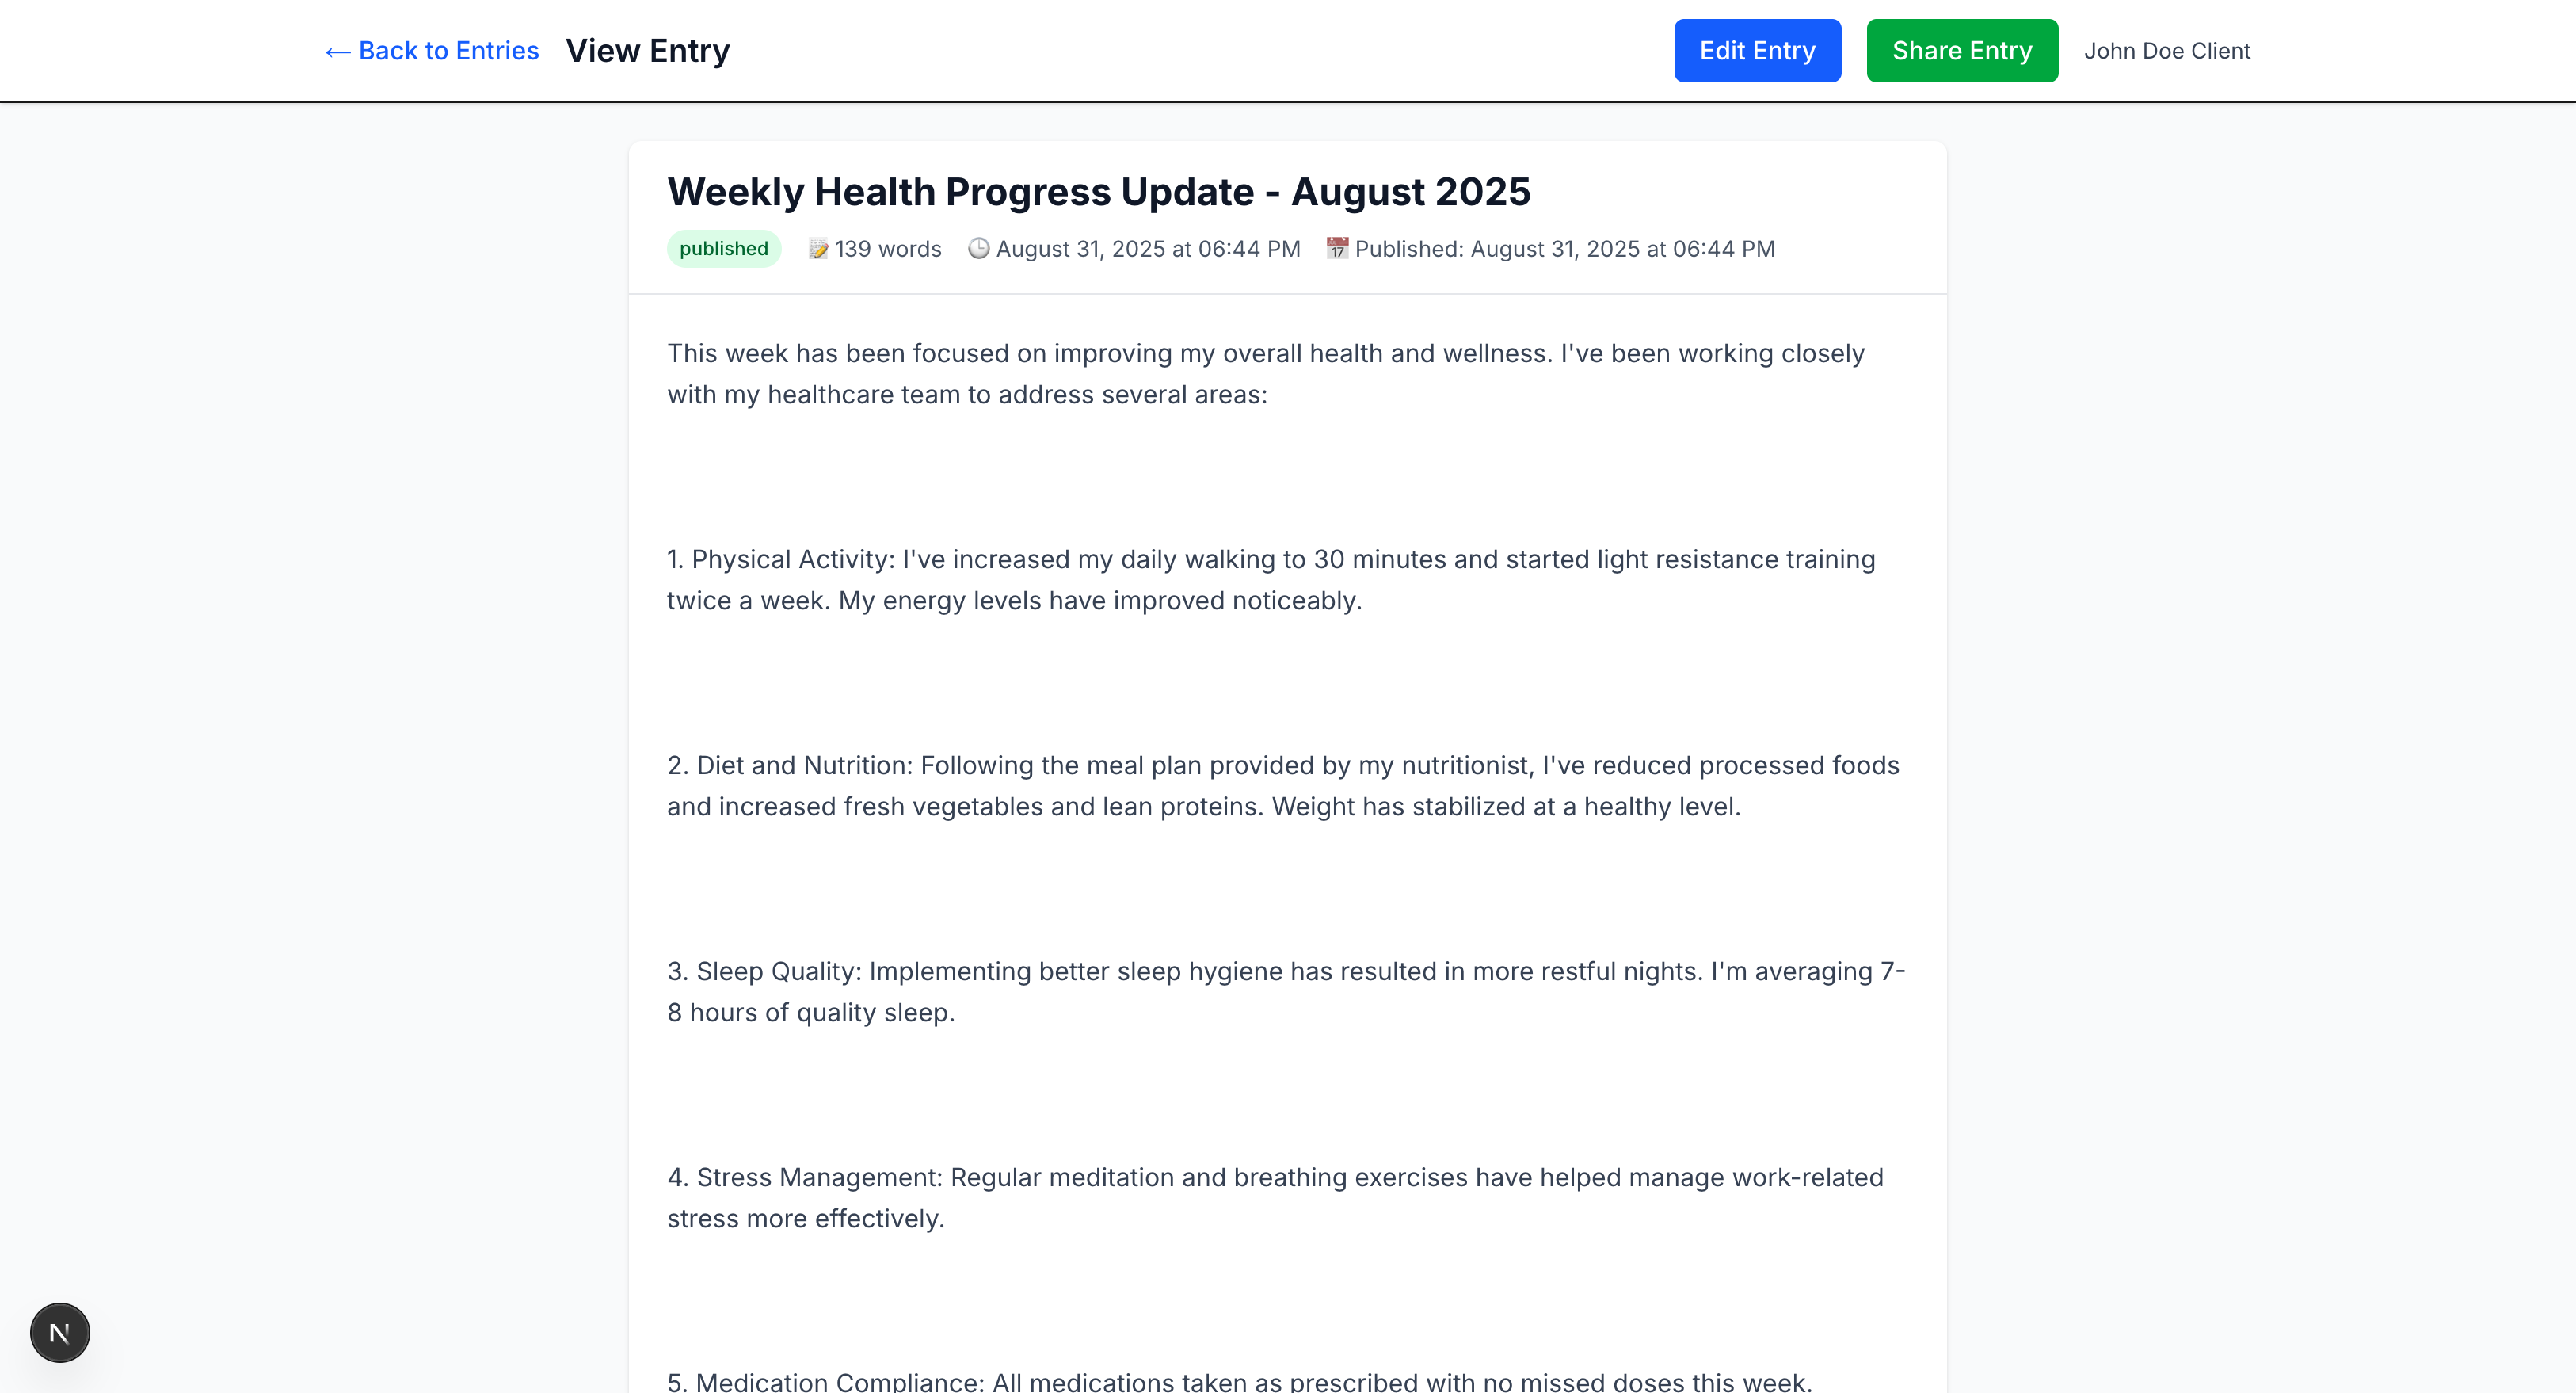 ← Back to Entries View Entry Edit Entry Share Entry John Doe Client
Weekly Health Progress Update - August 2025
published 📝 139 words 🕒 August 31, 2025 at 06:44 PM 📅 Published: August 31, 2025 at 06:44 PM
This week has been focused on improving my overall health and wellness. I've been working closely
with my healthcare team to address several areas:
1. Physical Activity: I've increased my daily walking to 30 minutes and started light resistance training
twice a week. My energy levels have improved noticeably.
2. Diet and Nutrition: Following the meal plan provided by my nutritionist, I've reduced processed foods
and increased fresh vegetables and lean proteins. Weight has stabilized at a healthy level.
3. Sleep Quality: Implementing better sleep hygiene has resulted in more restful nights. I'm averaging 7-
8 hours of quality sleep.
4. Stress Management: Regular meditation and breathing exercises have helped manage work-related
stress more effectively.
N
5. Medication Compliance: All medications taken as prescribed with no missed doses this week.